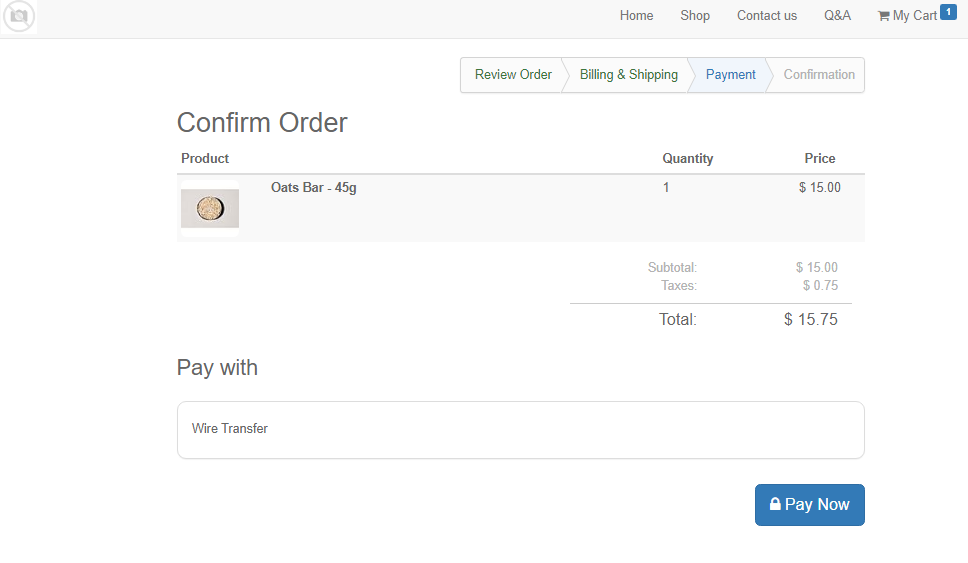 Home Shop Contact us Q&A My Cart 1
Review Order Billing & Shipping Payment Confirmation
Confirm Order
Product Quantity Price
Oats Bar - 45g 1 $ 15.00
Subtotal: $ 15.00
Taxes: $ 0.75
Total: $ 15.75
Pay with
Wire Transfer
Pay Now